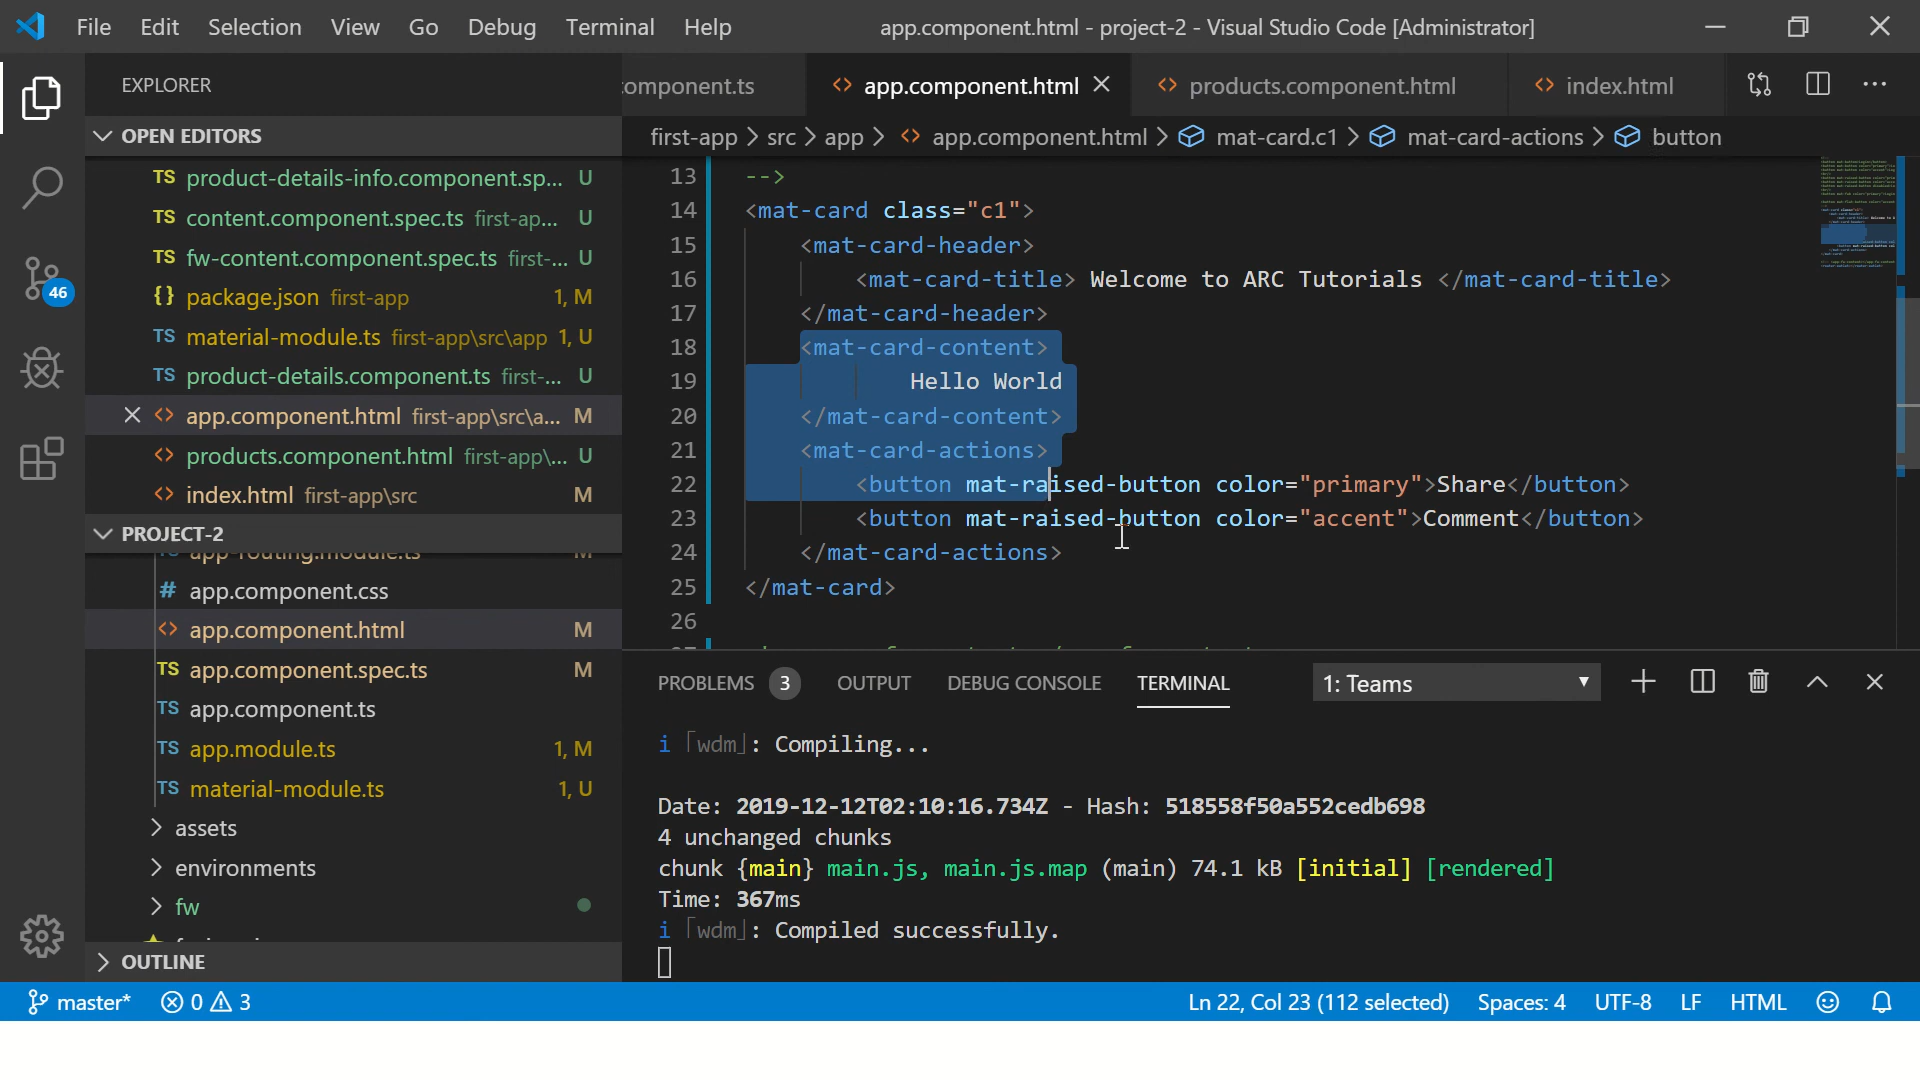 File Edit Selection View Go Debug Terminal Help
app.component.html - project-2 - Visual Studio Code [Administrator]
EXPLORER
OPEN EDITORS
TS product-details-info.component.sp... U
TS content.component.spec.ts first-ap... U
TS fw-content.component.spec.ts first-... U
{} package.json first-app 1, M
TS material-module.ts first-app\src\app 1, U
TS product-details.component.ts first-... U
<> app.component.html first-app\src\a... M
<> products.component.html first-app\... U
<> index.html first-app\src M
46
PROJECT-2
app-routing.module.ts M
# app.component.css
<> app.component.html M
TS app.component.spec.ts M
TS app.component.ts
TS app.module.ts 1, M
TS material-module.ts 1, U
assets
environments
fw
OUTLINE
omponent.ts
<> app.component.html
<> products.component.html
<> index.html
first-app > src > app > <> app.component.html > mat-card.c1 > mat-card-actions > button
13 -->
14 <mat-card class="c1">
15 <mat-card-header>
16 <mat-card-title> Welcome to ARC Tutorials </mat-card-title>
17 </mat-card-header>
18 <mat-card-content>
19 Hello World
20 </mat-card-content>
21 <mat-card-actions>
22 <button mat-raised-button color="primary">Share</button>
23 <button mat-raised-button color="accent">Comment</button>
24 </mat-card-actions>
25 </mat-card>
26
PROBLEMS 3 OUTPUT DEBUG CONSOLE TERMINAL 1: Teams
i 「wdm」: Compiling...
Date: 2019-12-12T02:10:16.734Z - Hash: 518558f50a552cedb698
4 unchanged chunks
chunk {main} main.js, main.js.map (main) 74.1 kB [initial] [rendered]
Time: 367ms
i 「wdm」: Compiled successfully.
master* 0 3
Ln 22, Col 23 (112 selected) Spaces: 4 UTF-8 LF HTML